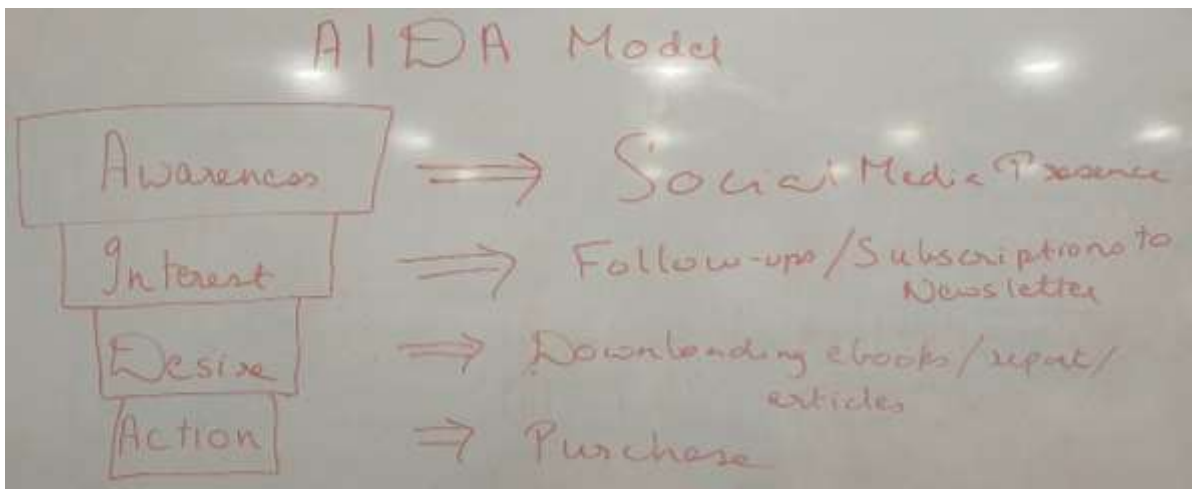 AIDA Model
Awareness ⇒ Social Media Presence
Interest ⇒ Follow-ups/Subscriptions to
Newsletter
Desire ⇒ Downloading ebooks/report/
articles
Action ⇒ Purchase